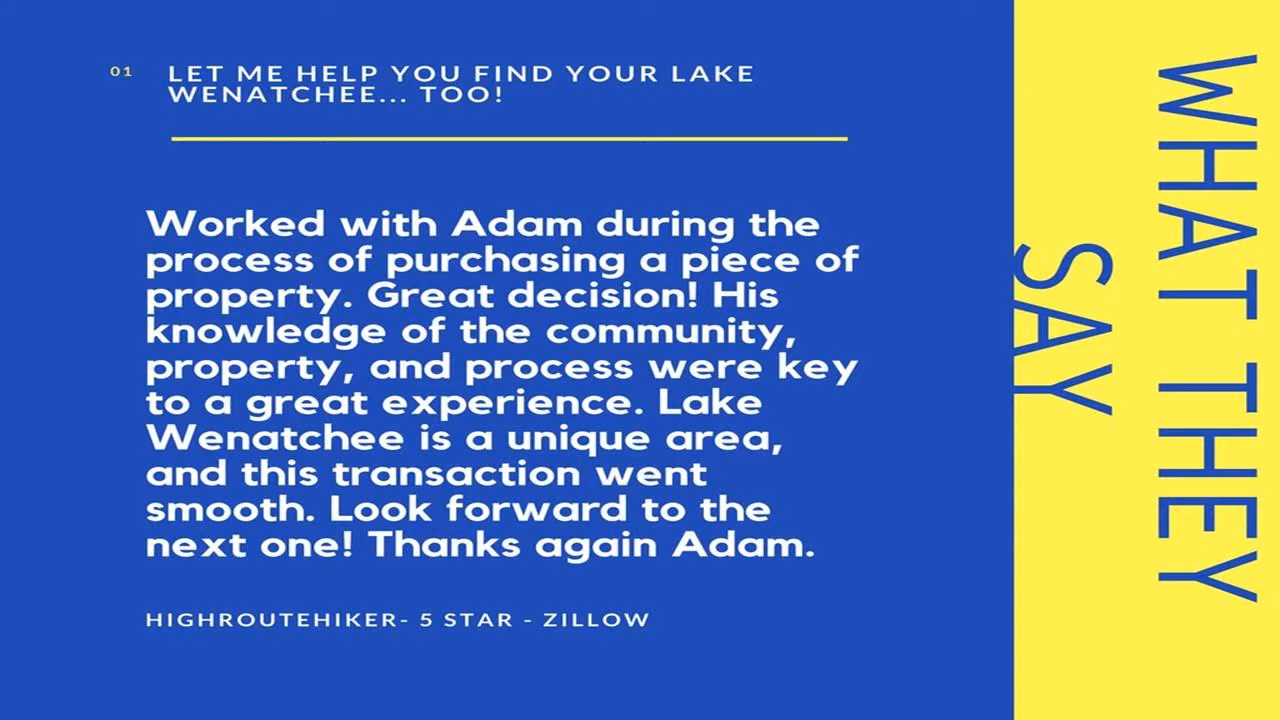 01
LET ME HELP YOU FIND YOUR LAKE
WENATCHEE... TOO!
Worked with Adam during the
process of purchasing a piece of
property. Great decision! His
knowledge of the community,
property, and process were key
to a great experience. Lake
Wenatchee is a unique area,
and this transaction went
smooth. Look forward to the
next one! Thanks again Adam.
HIGHROUTEHIKER- 5 STAR - ZILLOW
WHAT THEY
SAY